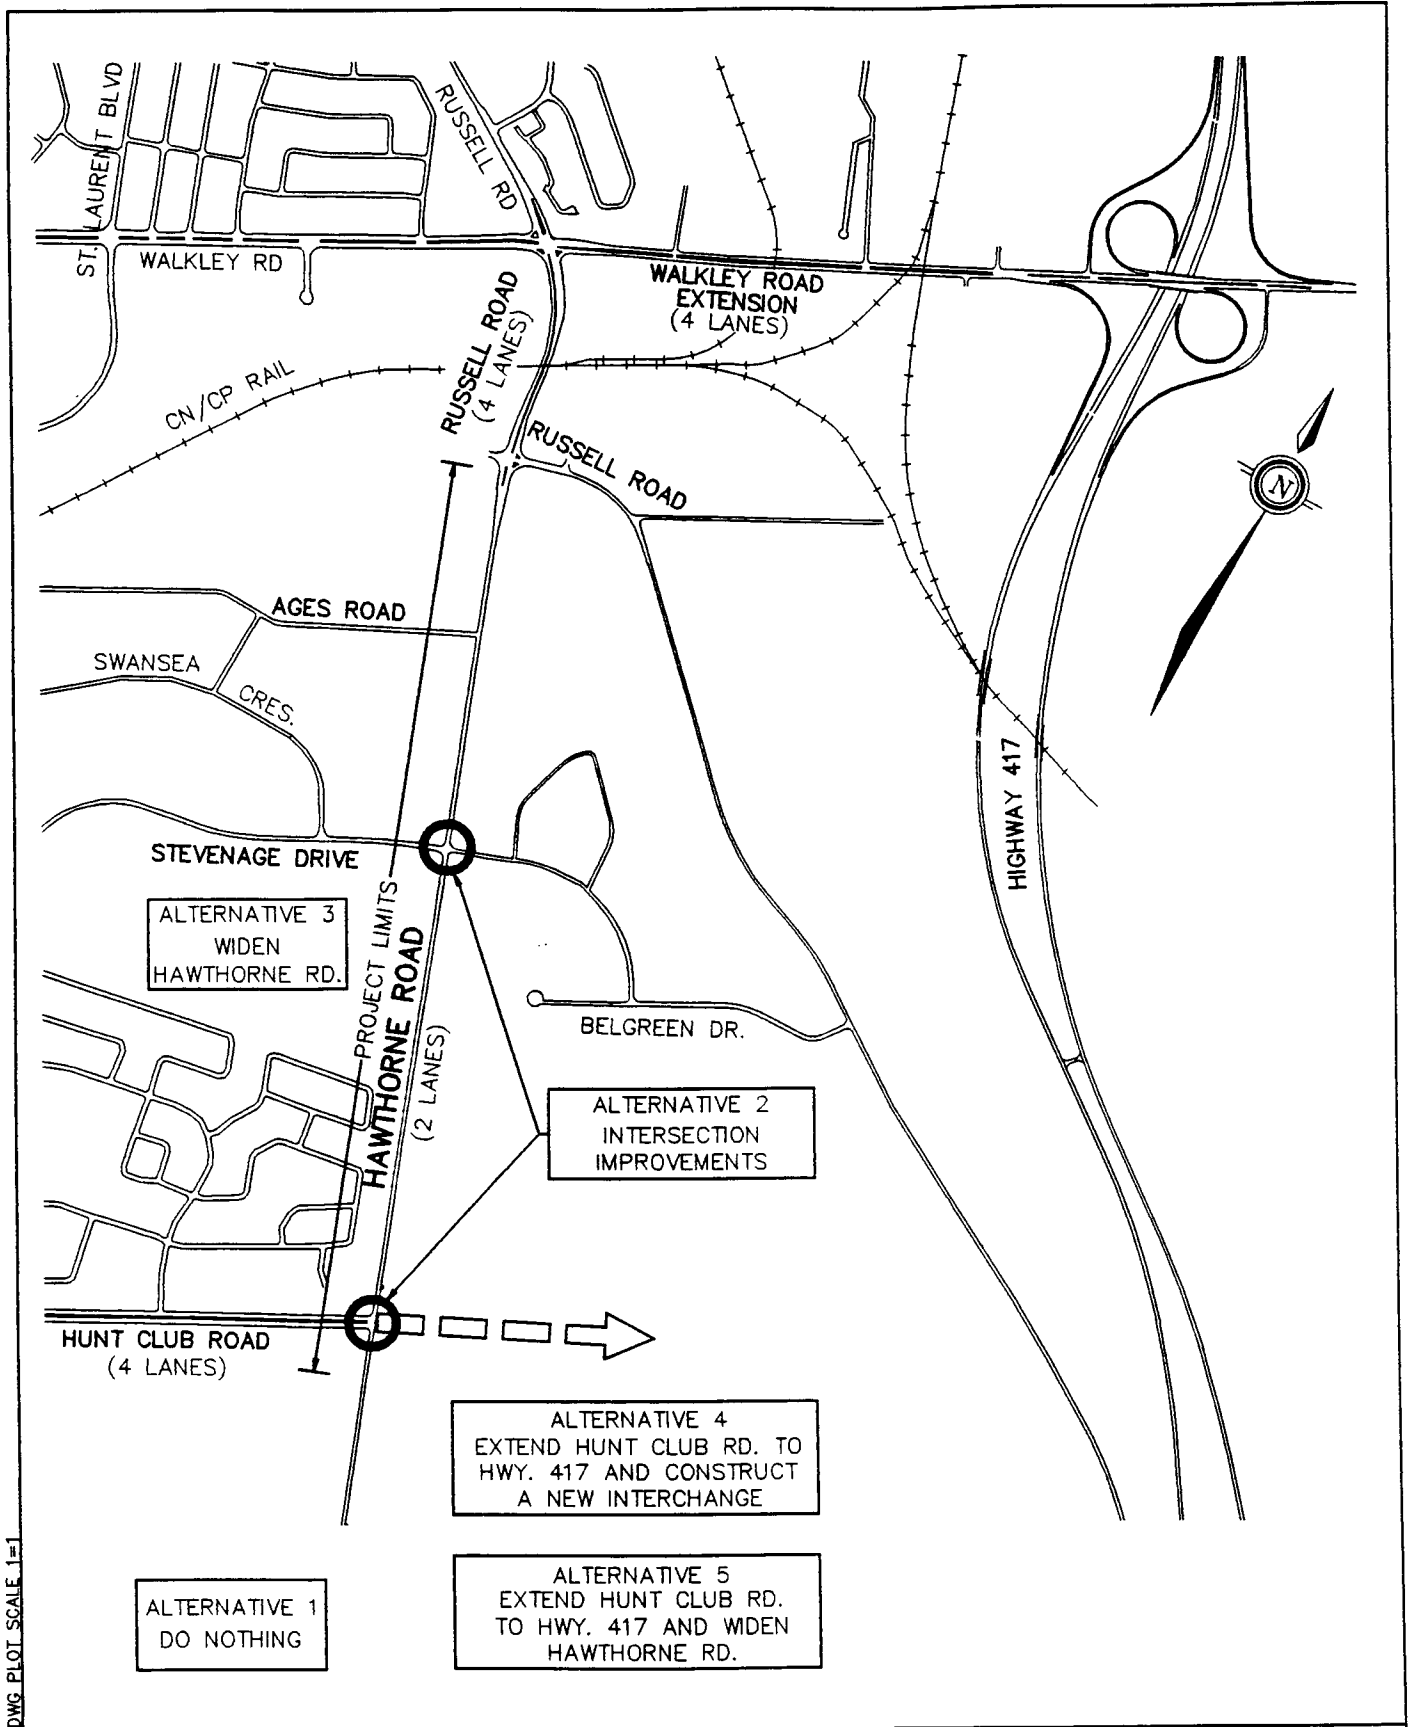 ST. LAURENT BLVD
RUSSELL RD
WALKLEY RD
WALKLEY ROAD
EXTENSION
(4 LANES)
RUSSELL ROAD
(4 LANES)
CN/CP RAIL
RUSSELL ROAD
N
AGES ROAD
SWANSEA
CRES.
HIGHWAY 417
STEVENAGE DRIVE
ALTERNATIVE 3
WIDEN
HAWTHORNE RD.
PROJECT LIMITS
HAWTHORNE ROAD
(2 LANES)
BELGREEN DR.
ALTERNATIVE 2
INTERSECTION
IMPROVEMENTS
HUNT CLUB ROAD
(4 LANES)
ALTERNATIVE 4
EXTEND HUNT CLUB RD. TO
HWY. 417 AND CONSTRUCT
A NEW INTERCHANGE
ALTERNATIVE 1
DO NOTHING
ALTERNATIVE 5
EXTEND HUNT CLUB RD.
TO HWY. 417 AND WIDEN
HAWTHORNE RD.
DWG PLOT SCALE 1=1